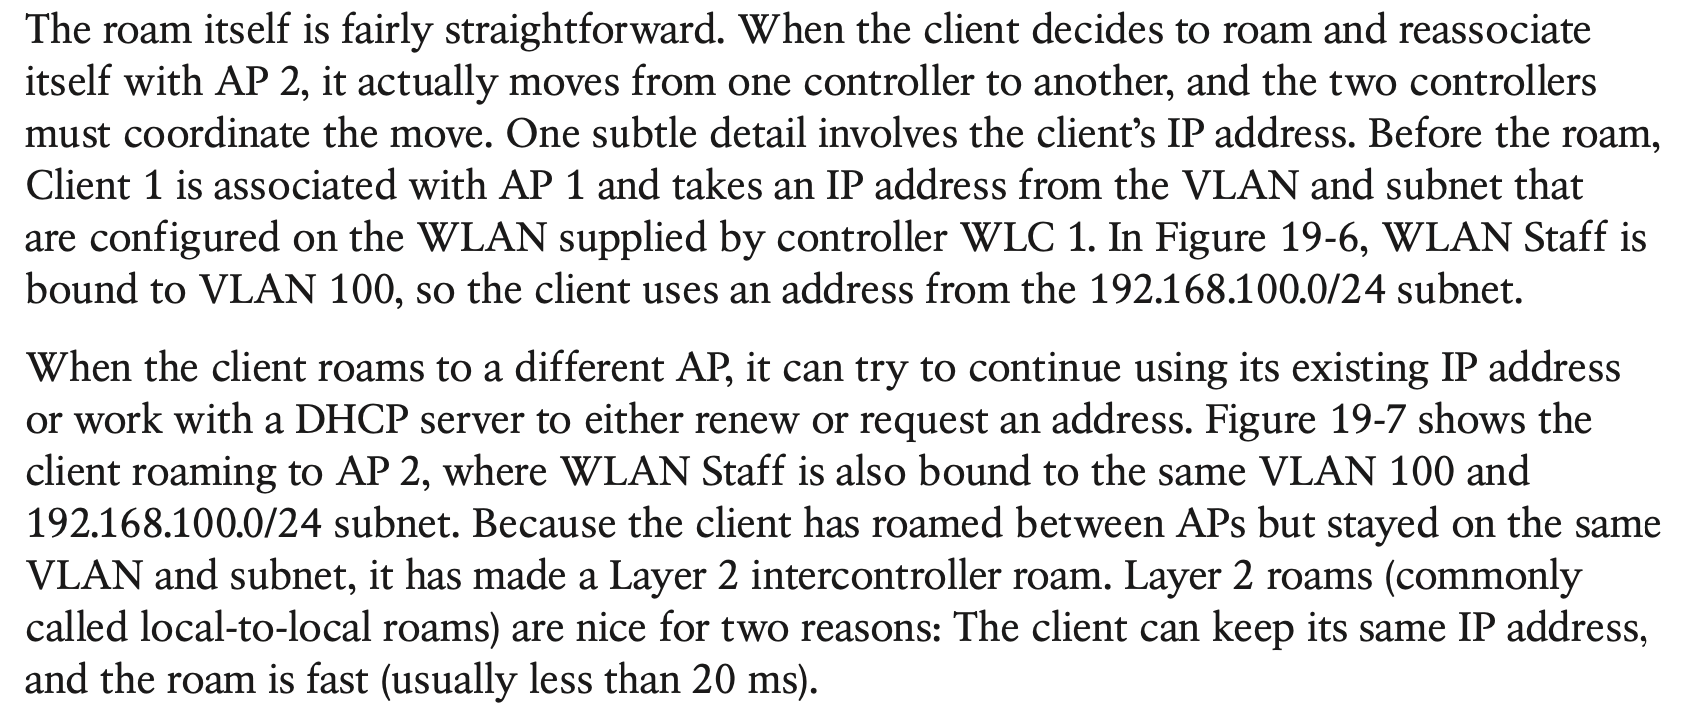 The roam itself is fairly straightforward. When the client decides to roam and reassociate
itself with AP 2, it actually moves from one controller to another, and the two controllers
must coordinate the move. One subtle detail involves the client’s IP address. Before the roam,
Client 1 is associated with AP 1 and takes an IP address from the VLAN and subnet that
are configured on the WLAN supplied by controller WLC 1. In Figure 19-6, WLAN Staff is
bound to VLAN 100, so the client uses an address from the 192.168.100.0/24 subnet.
When the client roams to a different AP, it can try to continue using its existing IP address
or work with a DHCP server to either renew or request an address. Figure 19-7 shows the
client roaming to AP 2, where WLAN Staff is also bound to the same VLAN 100 and
192.168.100.0/24 subnet. Because the client has roamed between APs but stayed on the same
VLAN and subnet, it has made a Layer 2 intercontroller roam. Layer 2 roams (commonly
called local-to-local roams) are nice for two reasons: The client can keep its same IP address,
and the roam is fast (usually less than 20 ms).